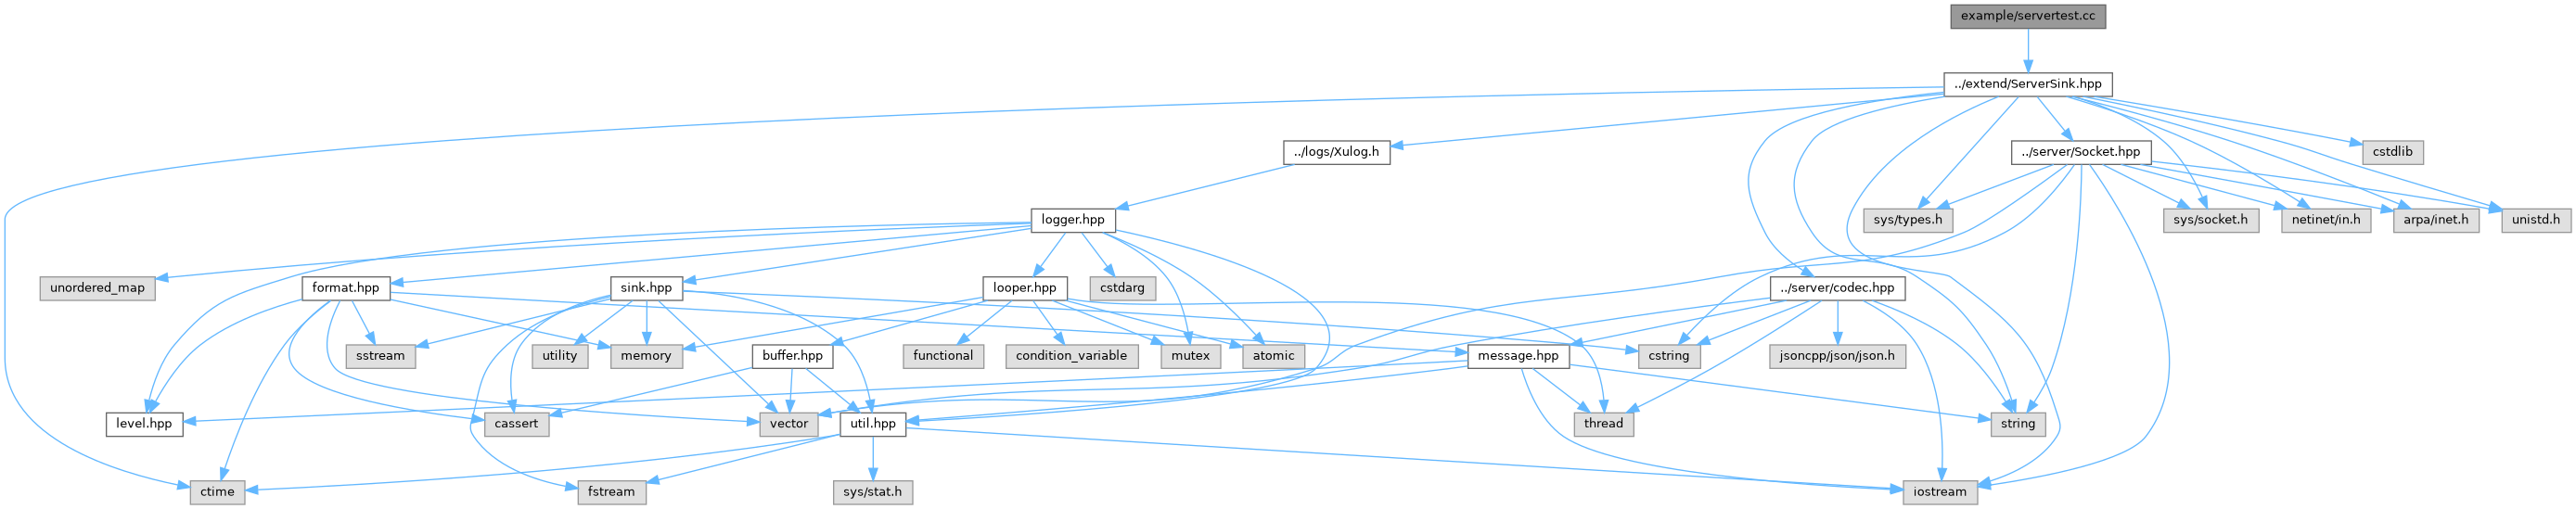 example/servertest.cc
../extend/ServerSink.hpp
../logs/Xulog.h
../server/Socket.hpp
cstdlib
logger.hpp
sys/types.h
sys/socket.h
netinet/in.h
arpa/inet.h
unistd.h
unordered_map
format.hpp
sink.hpp
looper.hpp
cstdarg
../server/codec.hpp
sstream
utility
memory
buffer.hpp
functional
condition_variable
mutex
atomic
message.hpp
cstring
jsoncpp/json/json.h
level.hpp
cassert
vector
util.hpp
thread
string
ctime
fstream
sys/stat.h
iostream